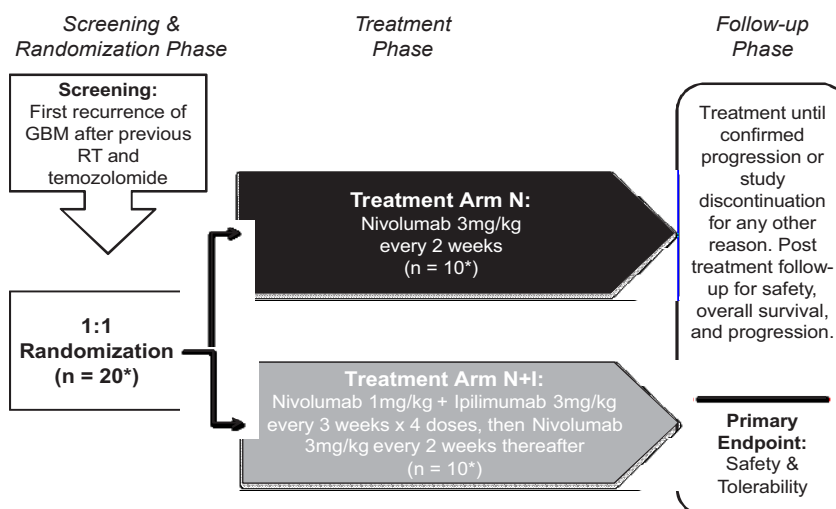 Screening &
Randomization Phase
Treatment
Phase
Follow-up
Phase
Screening:
First recurrence of
GBM after previous
RT and
temozolomide
1:1
Randomization
(n = 20*)
Treatment Arm N:
Nivolumab 3mg/kg
every 2 weeks
(n = 10*)
Treatment Arm N+I:
Nivolumab 1mg/kg + Ipilimumab 3mg/kg
every 3 weeks x 4 doses, then Nivolumab
3mg/kg every 2 weeks thereafter
(n = 10*)
Treatment until
confirmed
progression or
study
discontinuation
for any other
reason. Post
treatment follow-
up for safety,
overall survival,
and progression.
Primary
Endpoint:
Safety &
Tolerability